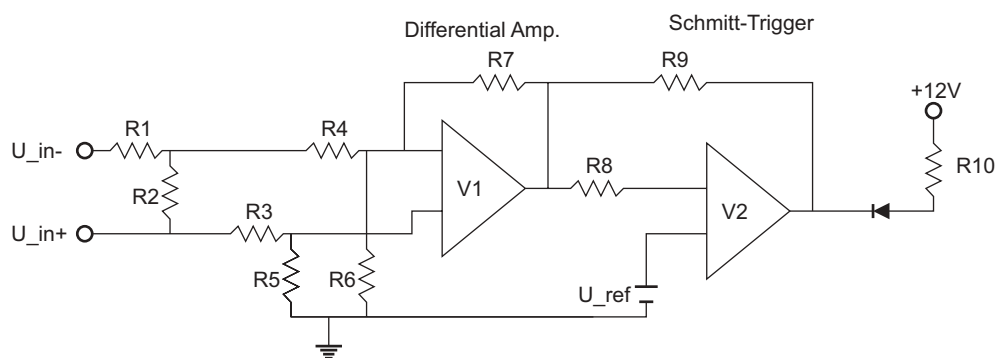 Differential Amp.
Schmitt-Trigger
R7
R9
+12V
R1
R4
U_in-
R10
R2
R8
V1
V2
R3
U_in+
R5
R6
U_ref